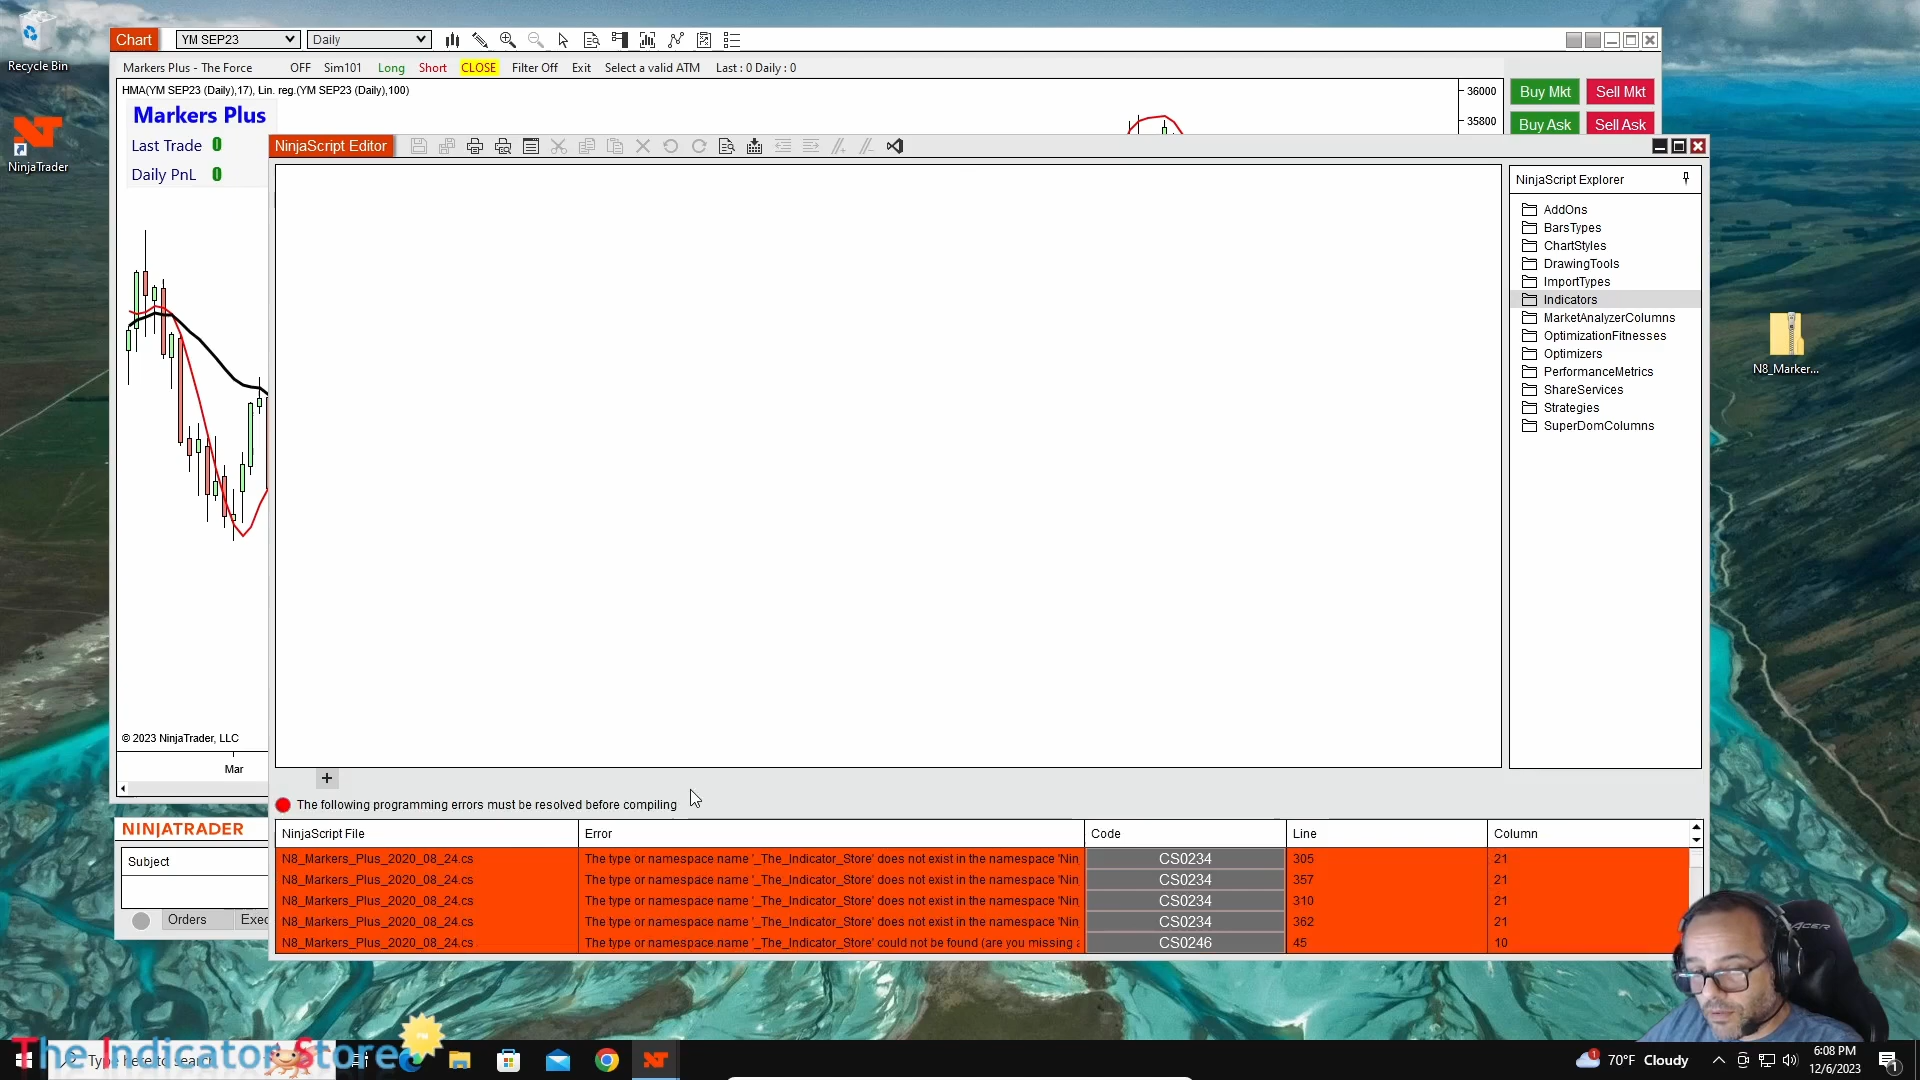 Recycle Bin
NinjaTrader
Chart
YM SEP23
Daily
Markers Plus - The Force
OFF
Sim101
Long
Short
CLOSE
Filter Off
Exit
Select a valid ATM
Last : 0 Daily : 0
HMA(YM SEP23 (Daily),17), Lin. reg.(YM SEP23 (Daily),100)
Markers Plus
Last Trade 0
Daily PnL 0
36000
35800
Buy Mkt
Sell Mkt
Buy Ask
Sell Ask
NinjaScript Editor
NinjaScript Explorer
AddOns
BarsTypes
ChartStyles
DrawingTools
ImportTypes
Indicators
MarketAnalyzerColumns
OptimizationFitnesses
Optimizers
PerformanceMetrics
ShareServices
Strategies
SuperDomColumns
N8_Marker...
© 2023 NinjaTrader, LLC
Mar
+
The following programming errors must be resolved before compiling
NinjaScript File
Error
Code
Line
Column
N8_Markers_Plus_2020_08_24.cs
The type or namespace name '_The_Indicator_Store' does not exist in the namespace 'Nin
CS0234
305
21
N8_Markers_Plus_2020_08_24.cs
The type or namespace name '_The_Indicator_Store' does not exist in the namespace 'Nin
CS0234
357
21
N8_Markers_Plus_2020_08_24.cs
The type or namespace name '_The_Indicator_Store' does not exist in the namespace 'Nin
CS0234
310
21
N8_Markers_Plus_2020_08_24.cs
The type or namespace name '_The_Indicator_Store' does not exist in the namespace 'Nin
CS0234
362
21
N8_Markers_Plus_2020_08_24.cs
The type or namespace name '_The_Indicator_Store' could not be found (are you missing a
CS0246
45
10
NINJATRADER
Subject
Orders
Exec
ACER
The Indicator Store
Type here to search
70°F Cloudy
6:08 PM
12/6/2023